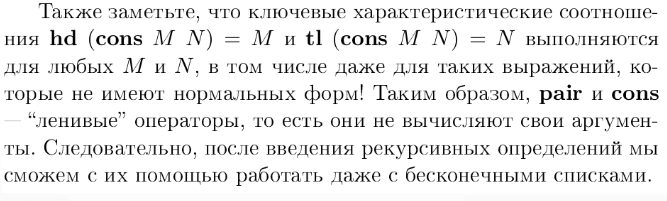 Также заметьте, что ключевые характеристические соотноше-
ния hd (cons M N) = M и tl (cons M N) = N выполняются
для любых M и N, в том числе даже для таких выражений, ко-
торые не имеют нормальных форм! Таким образом, pair и cons
— “ленивые” операторы, то есть они не вычисляют свои аргумен-
ты. Следовательно, после введения рекурсивных определений мы
сможем с их помощью работать даже с бесконечными списками.